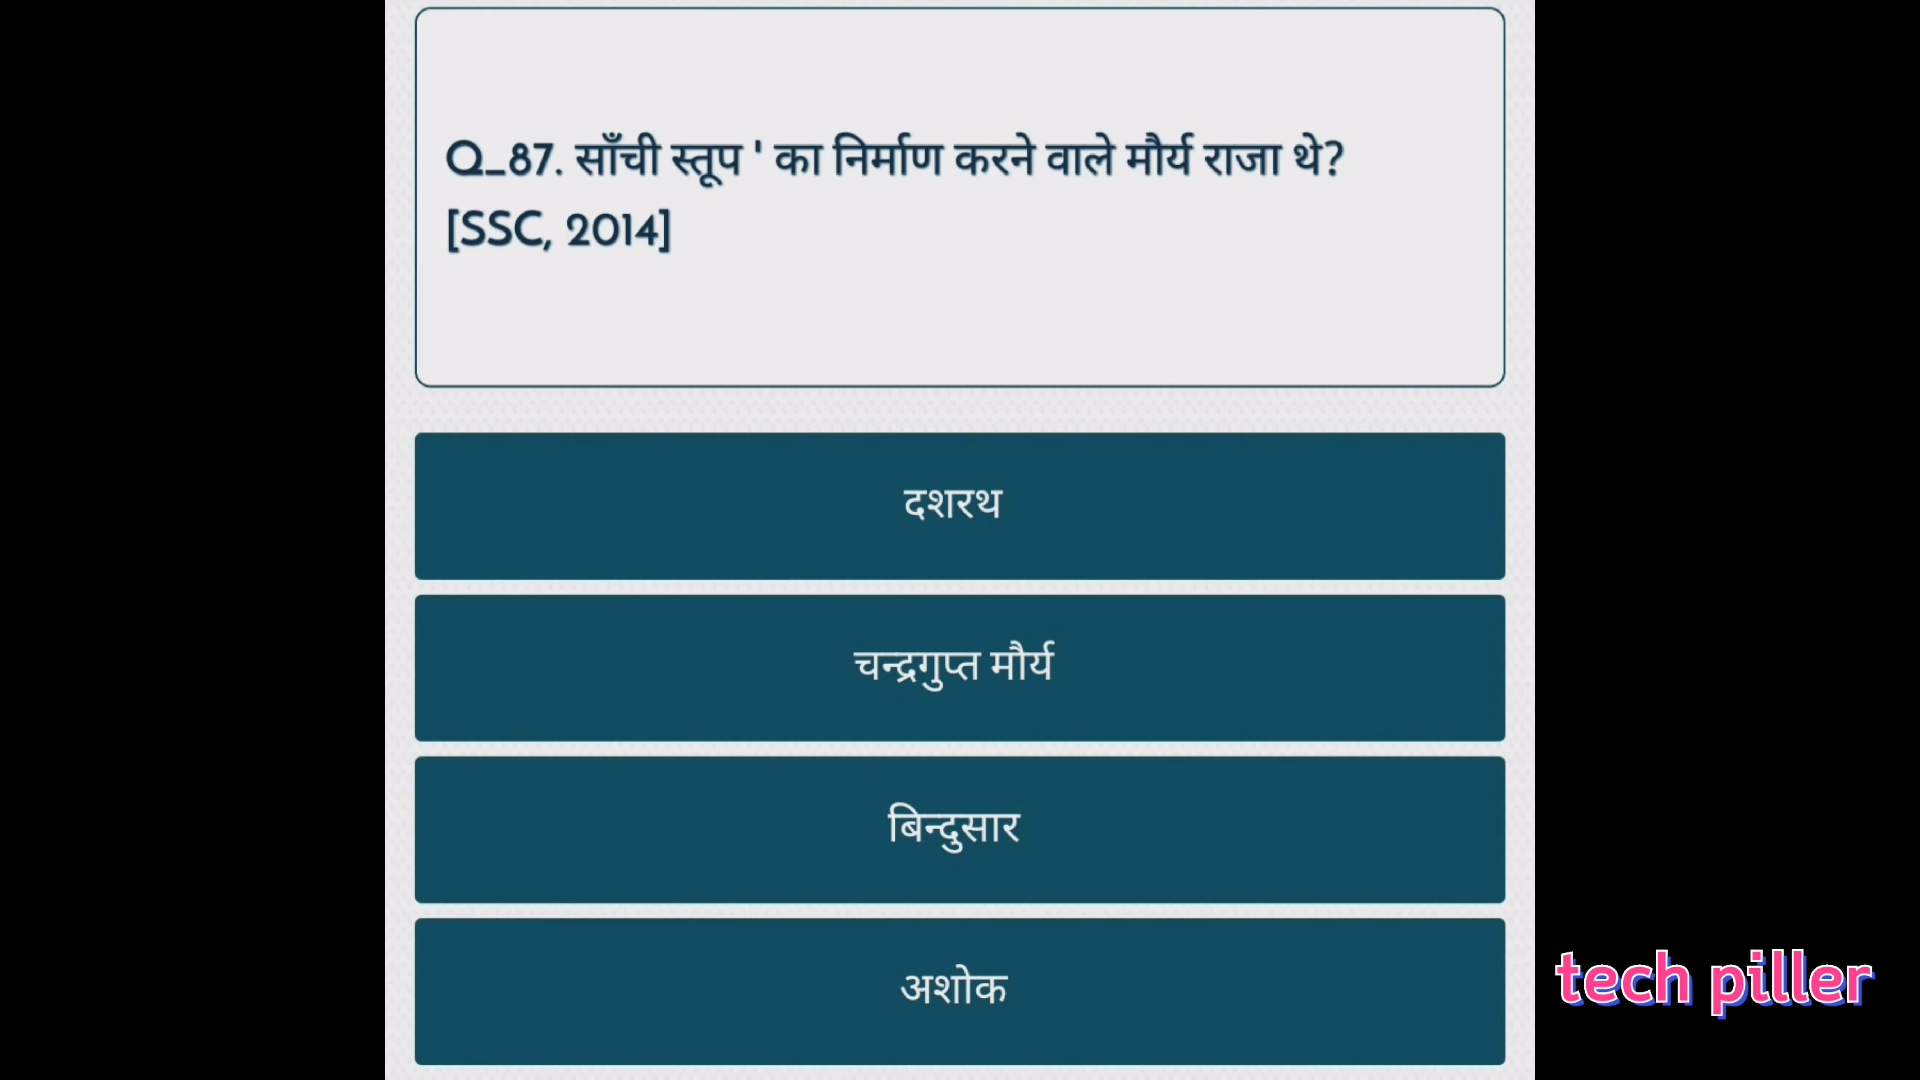 Q_87. साँची स्तूप ' का निर्माण करने वाले मौर्य राजा थे?
[SSC, 2014]
दशरथ
चन्द्रगुप्त मौर्य
बिन्दुसार
अशोक
tech piller